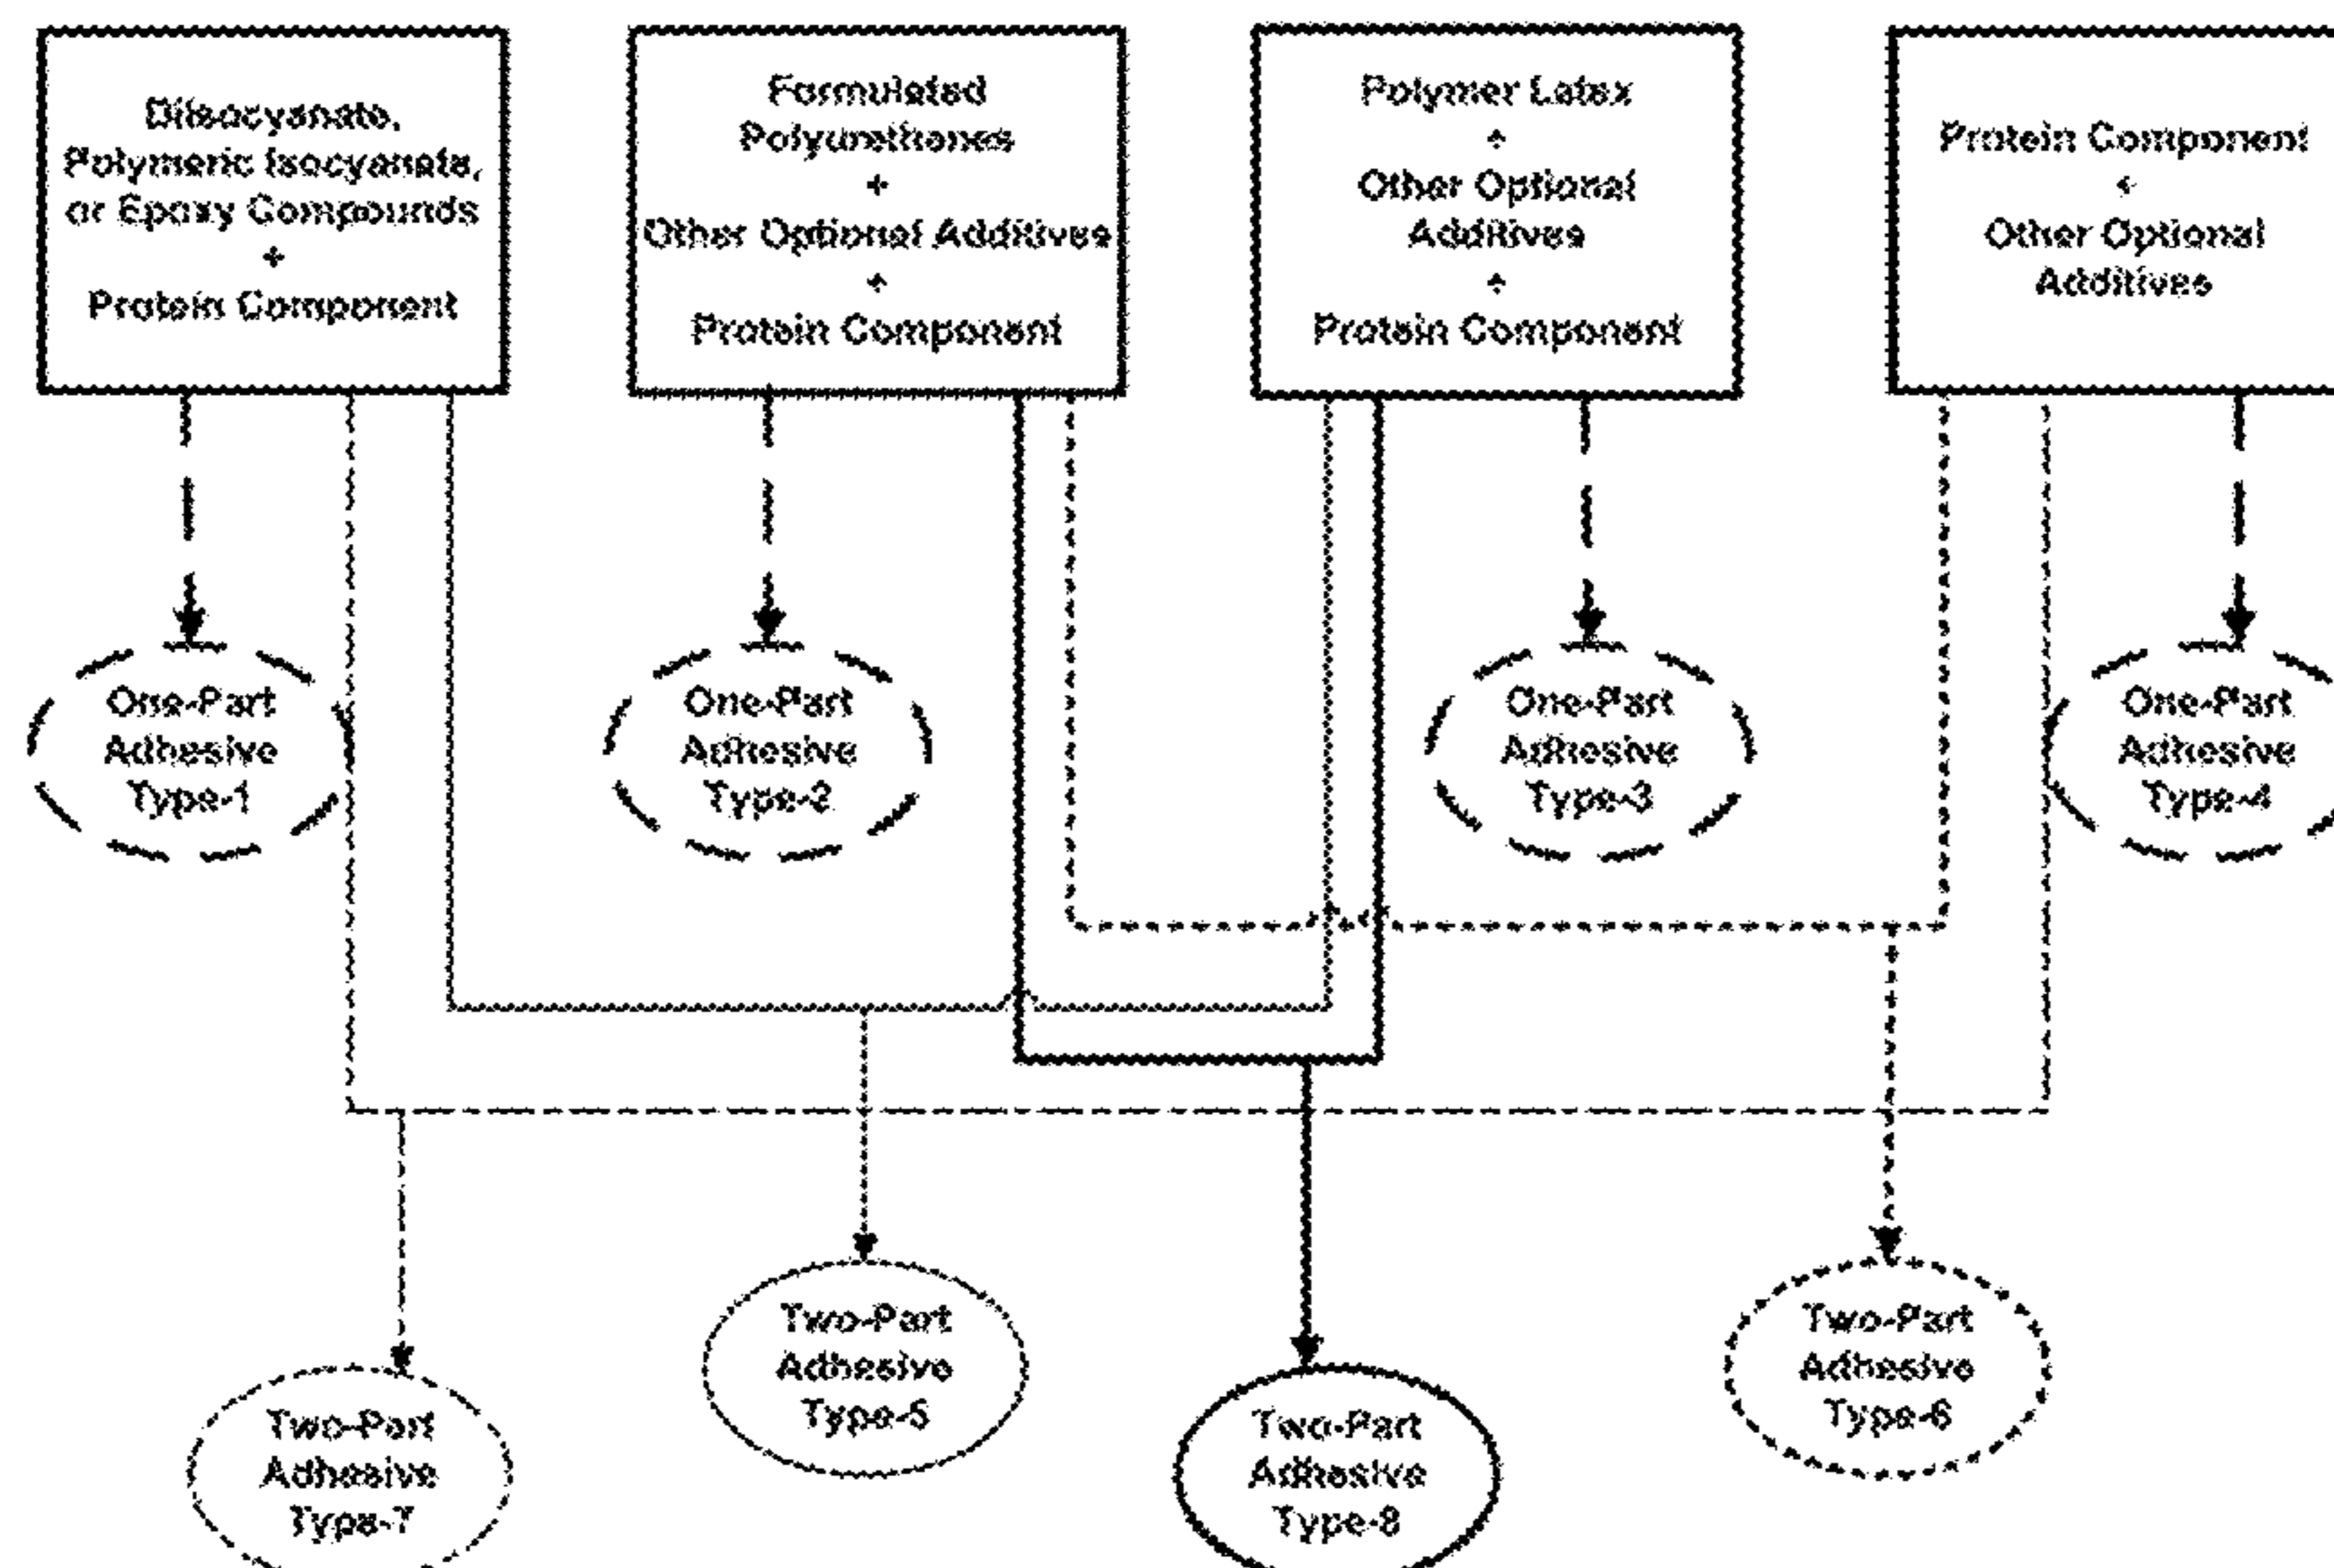 Diisocyanate,
Polymeric Isocyanate,
or Epoxy Compounds
+
Protein Component
Formulated
Polyurethanes
+
Other Optional Additives
+
Protein Component
Polymer Latex
+
Other Optional
Additives
+
Protein Component
Protein Component
+
Other Optional
Additives
One-Part
Adhesive
Type-1
One-Part
Adhesive
Type-2
One-Part
Adhesive
Type-3
One-Part
Adhesive
Type-4
Two-Part
Adhesive
Type-7
Two-Part
Adhesive
Type-5
Two-Part
Adhesive
Type-8
Two-Part
Adhesive
Type-6